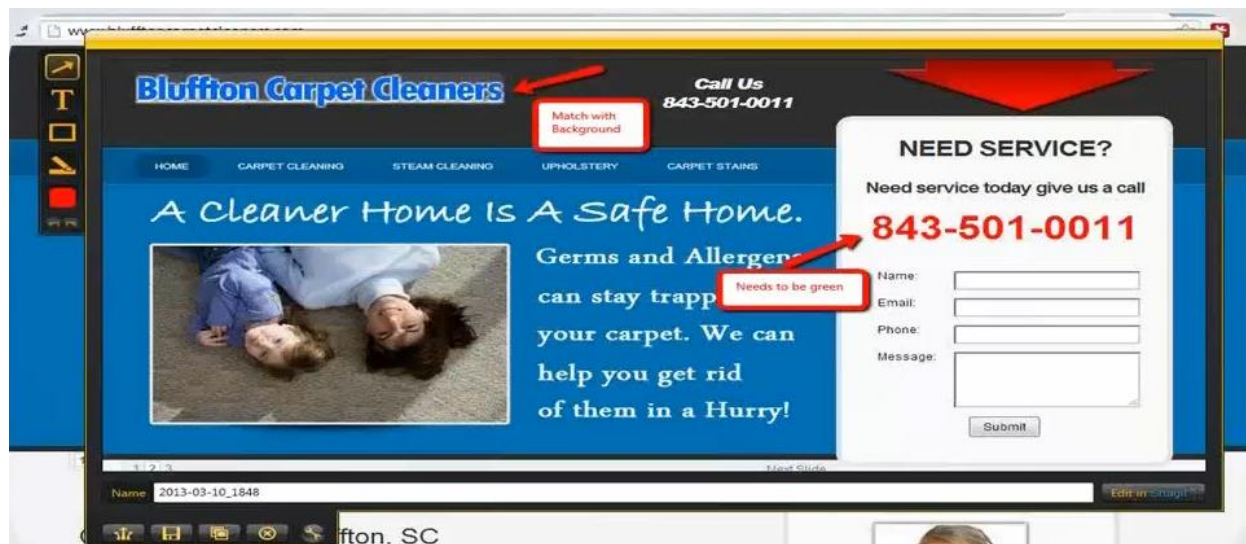 Bluffton Carpet Cleaners
Call Us
843-501-0011
Match with
Background
HOME CARPET CLEANING STEAM CLEANING UPHOLSTERY CARPET STAINS
NEED SERVICE?
Need service today give us a call
843-501-0011
A Cleaner Home Is A Safe Home.
Germs and Allergens
can stay trapp
your carpet. We can
help you get rid
of them in a Hurry!
Needs to be green
Name:
Email:
Phone:
Message:
Submit
1 2 3
Next Slide
Name 2013-03-10_1848
Edit in Snagit
ffton, SC
T